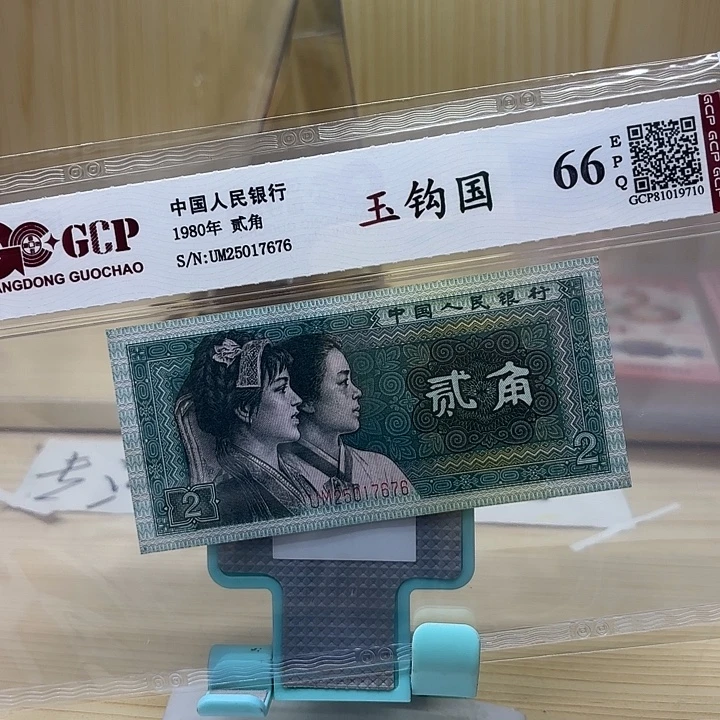 GCP
ANGDONG GUOCHAO
中国人民银行
1980年 贰角
S/N:UM25017676
玉钩国
66
EPQ
GCP81019710
GCP GCP GCP
中国人民银行
贰角
2
2
UM25017676